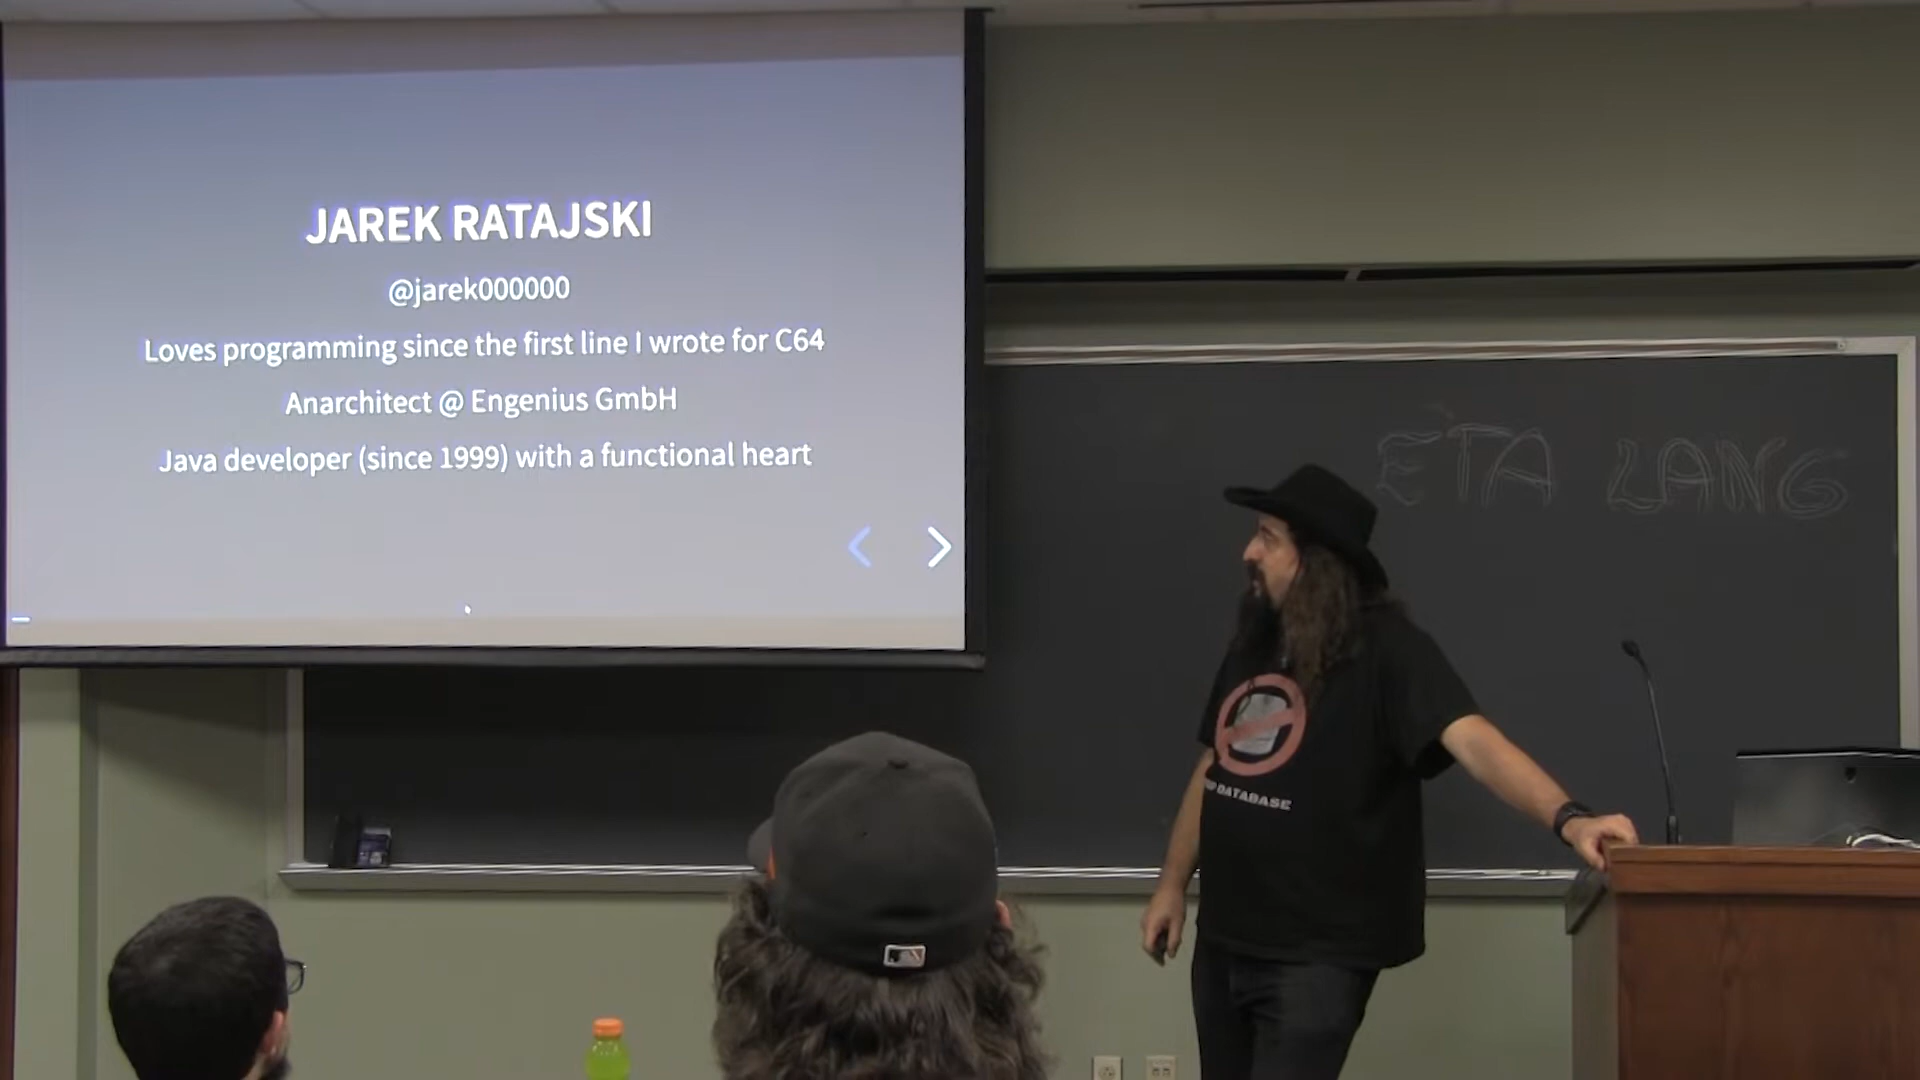 JAREK RATAJSKI
@jarek000000
Loves programming since the first line I wrote for C64
Anarchitect @ Engenius GmbH
Java developer (since 1999) with a functional heart
ETA LANG
DATABASE